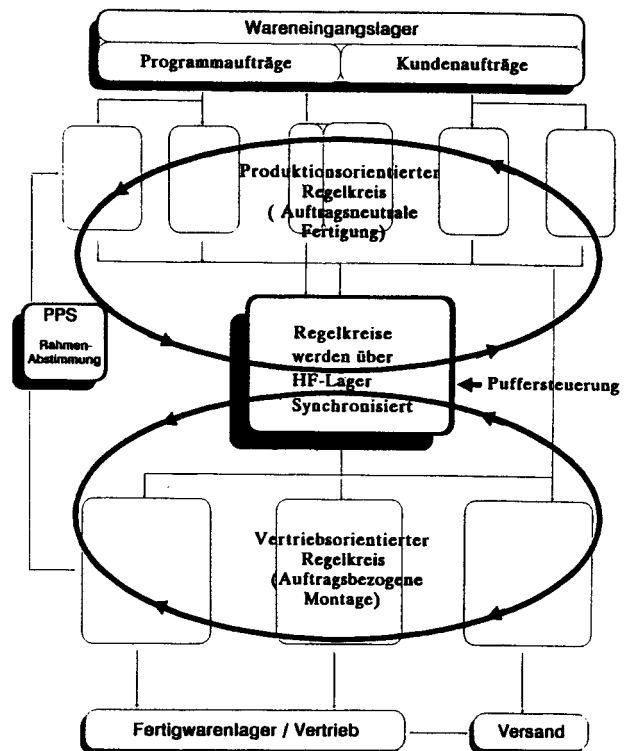 Wareneingangslager
Programmaufträge
Kundenaufträge
Produktionsorientierter
Regelkreis
( Auftragsneutrale
Fertigung)
PPS
Rahmen-
Abstimmung
Regelkreise
werden über
HF-Lager
Synchronisiert
Puffersteuerung
Vertriebsorientierter
Regelkreis
(Auftragsbezogene
Montage)
Fertigwarenlager / Vertrieb
Versand